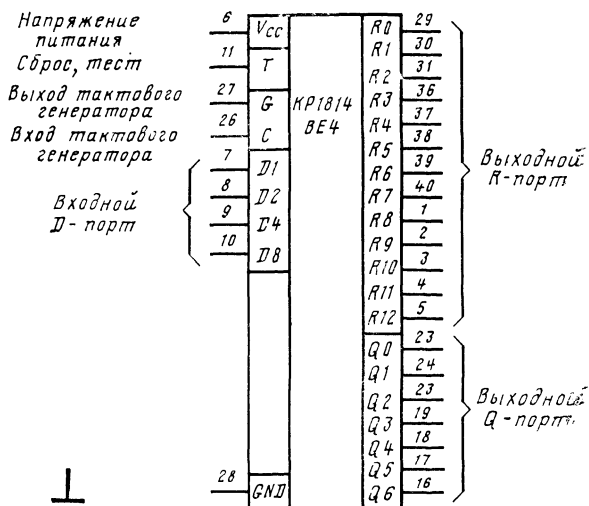 Напряжение
питания
Сброс, тест
Выход тактового
генератора
Вход тактового
генератора
Входной
D-порт
6
11
27
26
7
8
9
10
28
Vcc
T
G
C
D1
D2
D4
D8
GND
КР1814
ВЕ4
R0 29
R1 30
R2 31
R3 36
R4 37
R5 38
R6 39
R7 40
R8 1
R9 2
R10 3
R11 4
R12 5
Q0 23
Q1 24
Q2 23
Q3 19
Q4 18
Q5 17
Q6 16
Выходной
R-порт
Выходной
Q-порт